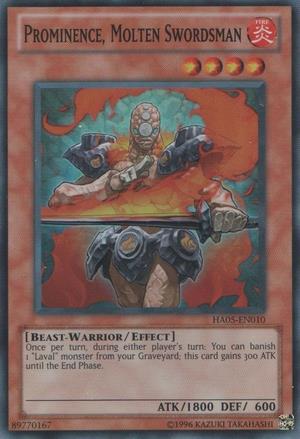 PROMINENCE, MOLTEN SWORDSMAN
FIRE
炎
HA05-EN010
[BEAST-WARRIOR/EFFECT]
Once per turn, during either player's turn: You can banish
1 "Laval" monster from your Graveyard; this card gains 300 ATK
until the End Phase.
ATK/1800 DEF/ 600
89770167
©1996 KAZUKI TAKAHASHI